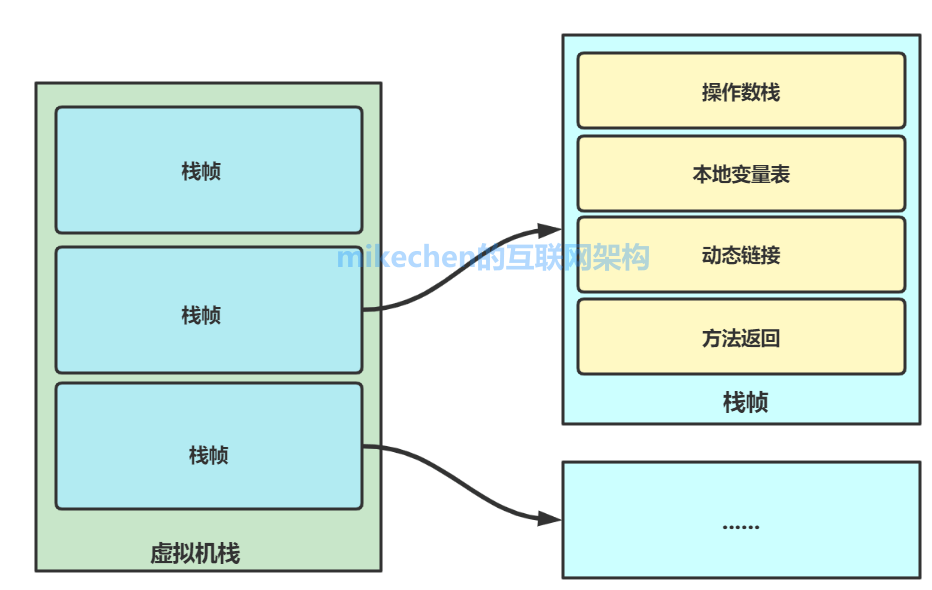 栈帧
栈帧
栈帧
虚拟机栈
操作数栈
本地变量表
动态链接
方法返回
栈帧
......
mikechen的互联网架构